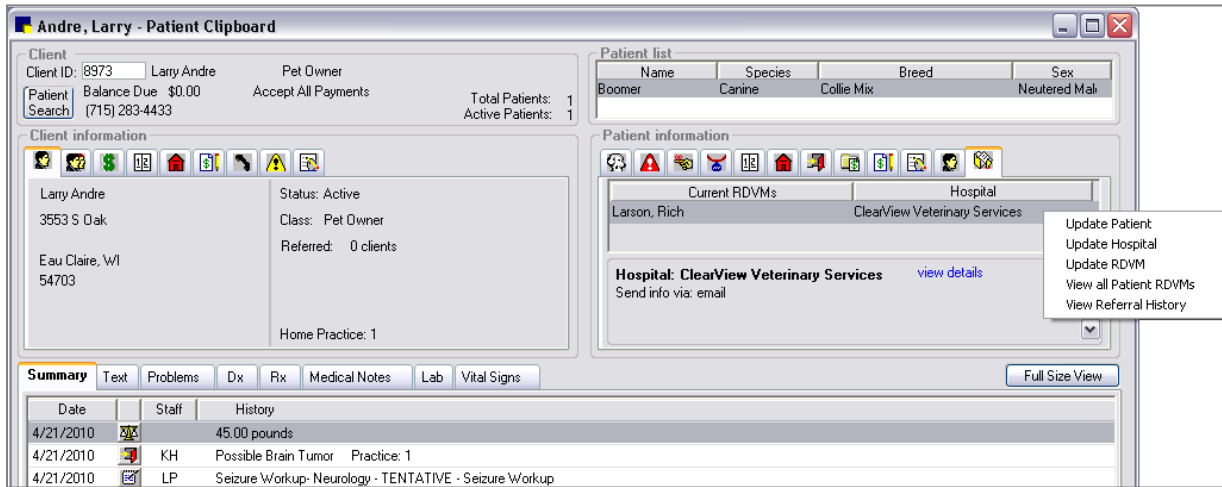 Andre, Larry - Patient Clipboard
Client
Client ID: 8973 Larry Andre Pet Owner
Patient Search
Balance Due $0.00 Accept All Payments
(715) 283-4433
Total Patients: 1
Active Patients: 1
Patient list
Name Species Breed Sex
Boomer Canine Collie Mix Neutered Male
Client information
Larry Andre
3553 S Oak
Eau Claire, WI
54703
Status: Active
Class: Pet Owner
Referred: 0 clients
Home Practice: 1
Patient information
Current RDVMs Hospital
Larson, Rich ClearView Veterinary Services
Hospital: ClearView Veterinary Services view details
Send info via: email
Update Patient
Update Hospital
Update RDVM
View all Patient RDVMs
View Referral History
Summary Text Problems Dx Rx Medical Notes Lab Vital Signs
Full Size View
Date Staff History
4/21/2010 45.00 pounds
4/21/2010 KH Possible Brain Tumor Practice: 1
4/21/2010 LP Seizure Workup- Neurology - TENTATIVE - Seizure Workup